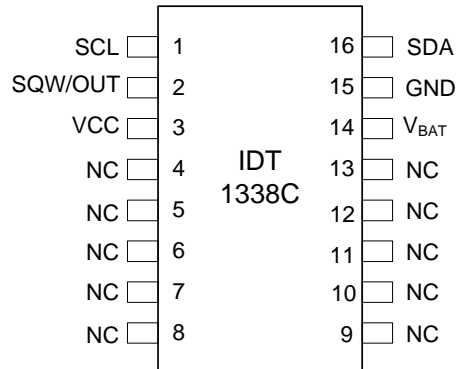 SCL 1 16 SDA
SQW/OUT 2 15 GND
VCC 3 14 VBAT
NC 4 13 NC
IDT
1338C
NC 5 12 NC
NC 6 11 NC
NC 7 10 NC
NC 8 9 NC